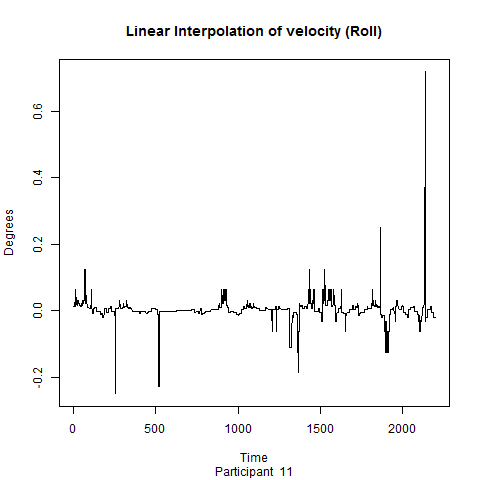 Linear Interpolation of velocity (Roll)
Degrees
0.6
0.4
0.2
0.0
-0.2
0 500 1000 1500 2000
Time
Participant 11